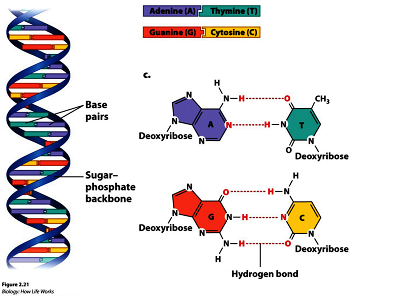 Adenine (A) Thymine (T)
Guanine (G) Cytosine (C)
c.
Base
pairs
Sugar–
phosphate
backbone
H
N
N H O CH3
A N H N T
N N
Deoxyribose O N
Deoxyribose
H
N O H N
Deoxyribose N G N H N C
N N H O N
H Deoxyribose
Hydrogen bond
Figure 2.21
Biology: How Life Works